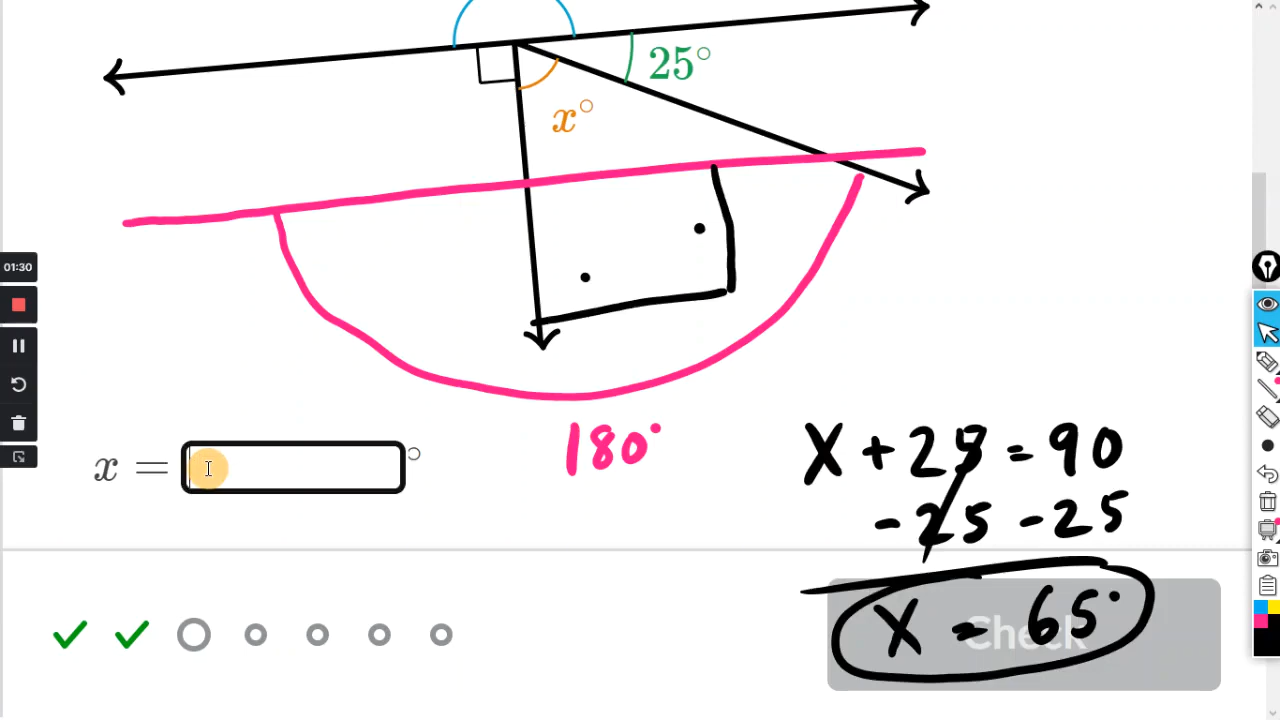 25°
x°
01:30
x = °
180°
X + 25 = 90
- 25 - 25
X = 65°
Check